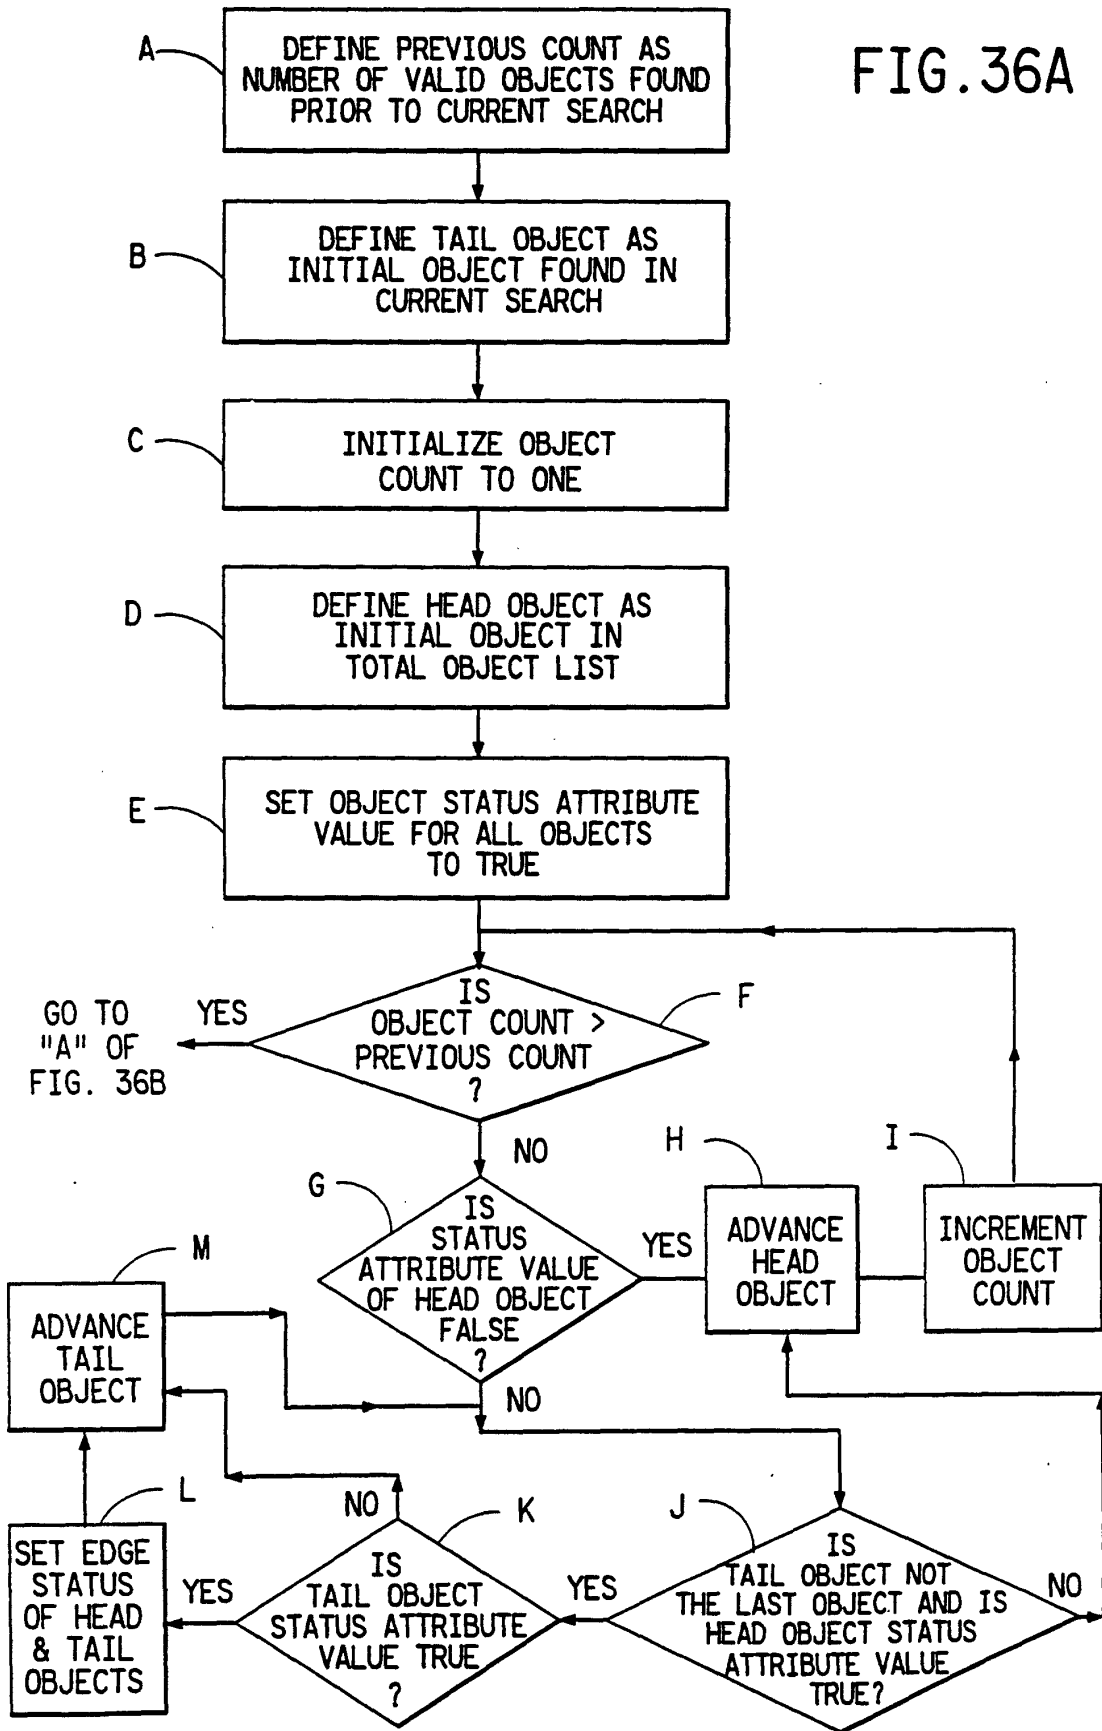 FIG.36A
A
DEFINE PREVIOUS COUNT AS
NUMBER OF VALID OBJECTS FOUND
PRIOR TO CURRENT SEARCH
B
DEFINE TAIL OBJECT AS
INITIAL OBJECT FOUND IN
CURRENT SEARCH
C
INITIALIZE OBJECT
COUNT TO ONE
D
DEFINE HEAD OBJECT AS
INITIAL OBJECT IN
TOTAL OBJECT LIST
E
SET OBJECT STATUS ATTRIBUTE
VALUE FOR ALL OBJECTS
TO TRUE
F
IS
OBJECT COUNT >
PREVIOUS COUNT
?
YES
GO TO
"A" OF
FIG. 36B
NO
G
IS
STATUS
ATTRIBUTE VALUE
OF HEAD OBJECT
FALSE
?
YES
H
ADVANCE
HEAD
OBJECT
I
INCREMENT
OBJECT
COUNT
NO
M
ADVANCE
TAIL
OBJECT
J
IS
TAIL OBJECT NOT
THE LAST OBJECT AND IS
HEAD OBJECT STATUS
ATTRIBUTE VALUE
TRUE?
NO
YES
K
IS
TAIL OBJECT
STATUS ATTRIBUTE
VALUE TRUE
?
NO
YES
L
SET EDGE
STATUS
OF HEAD
& TAIL
OBJECTS